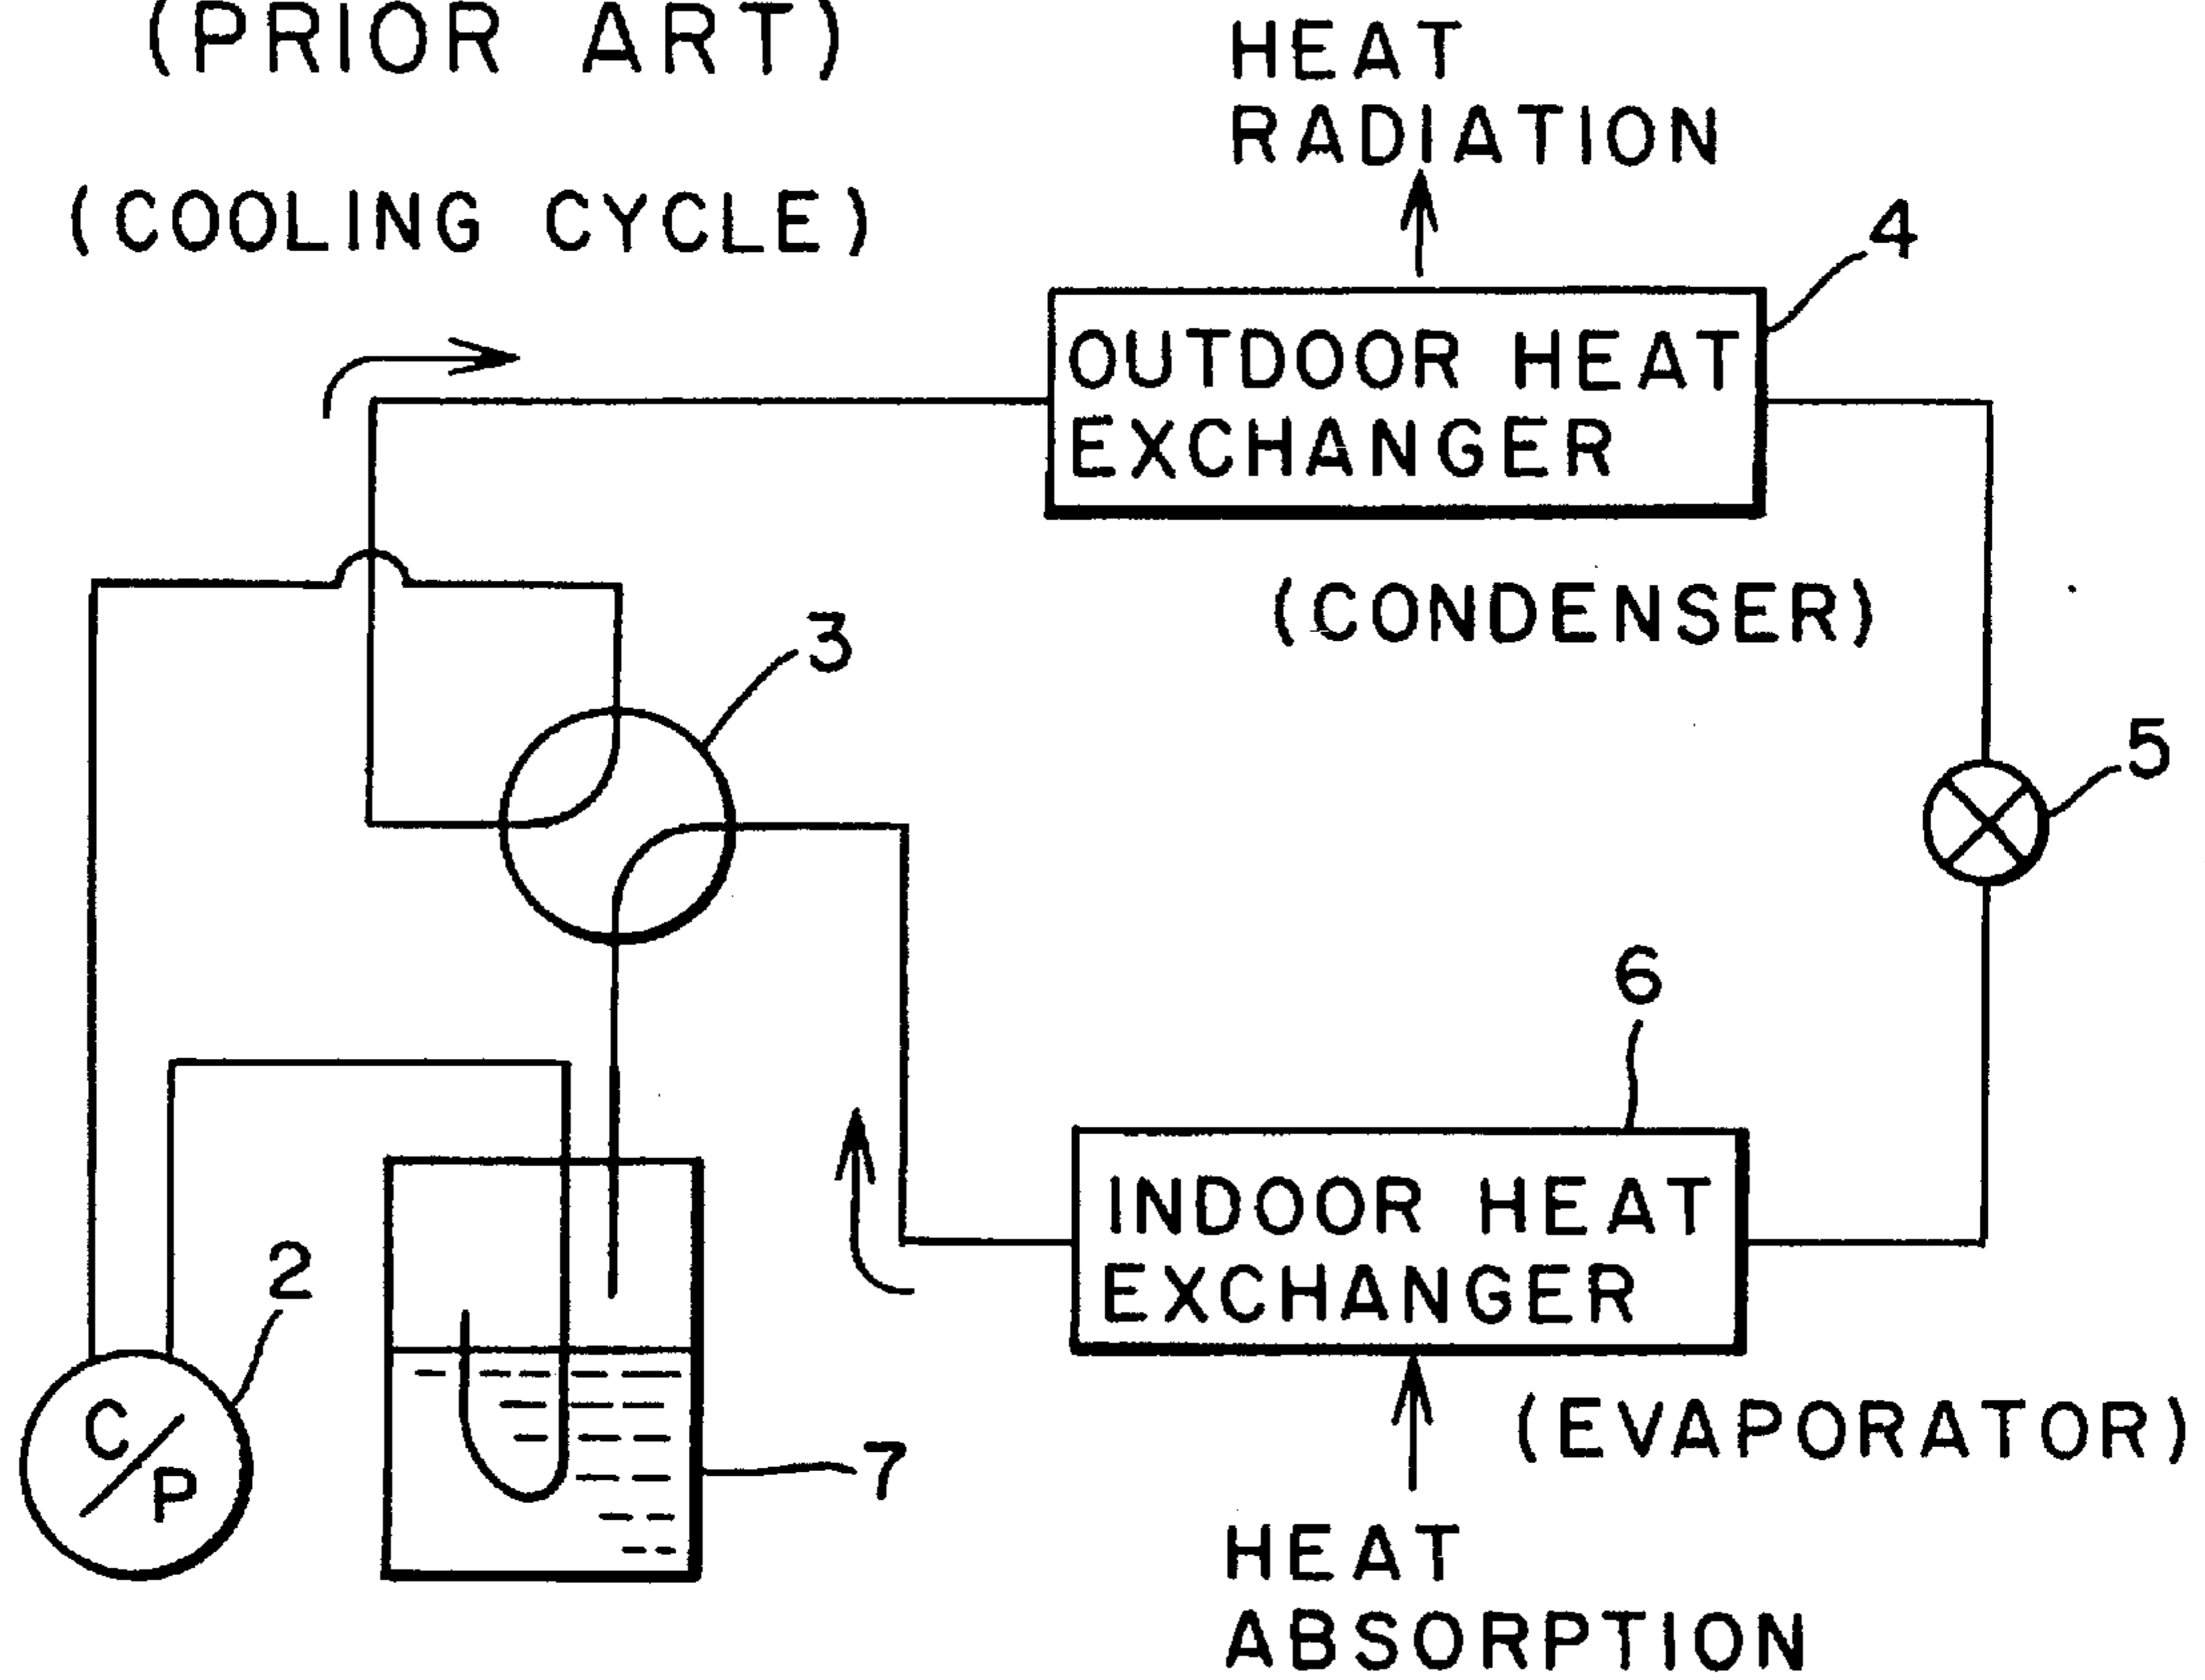 (PRIOR ART)
HEAT
RADIATION
(COOLING CYCLE)
4
OUTDOOR HEAT
EXCHANGER
(CONDENSER)
3
5
6
INDOOR HEAT
EXCHANGER
2
C/P
7
(EVAPORATOR)
HEAT
ABSORPTION